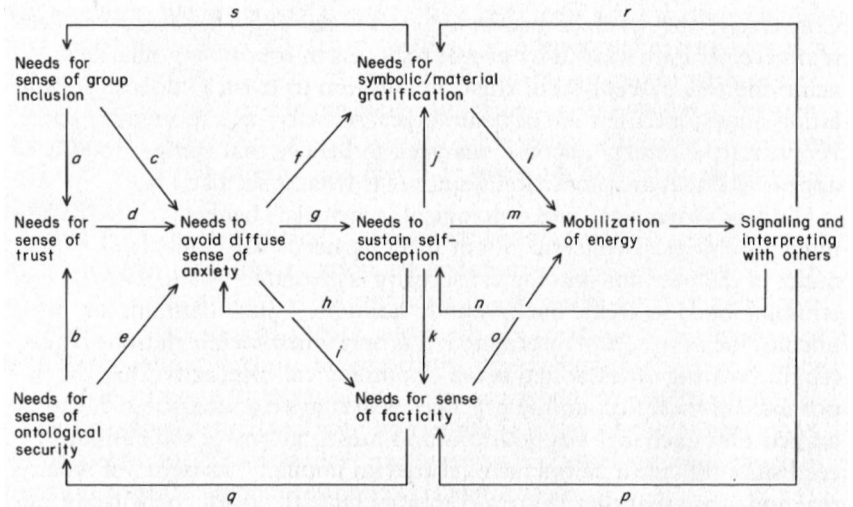 s
r
Needs for
sense of group
inclusion
Needs for
symbolic/material
gratification
a
c
f
j
l
d
g
m
Needs for
sense of
trust
Needs to
avoid diffuse
sense of
anxiety
Needs to
sustain self-
conception
Mobilization
of energy
Signaling and
interpreting
with others
b
e
h
i
n
k
o
Needs for
sense of
ontological
security
Needs for sense
of facticity
q
p